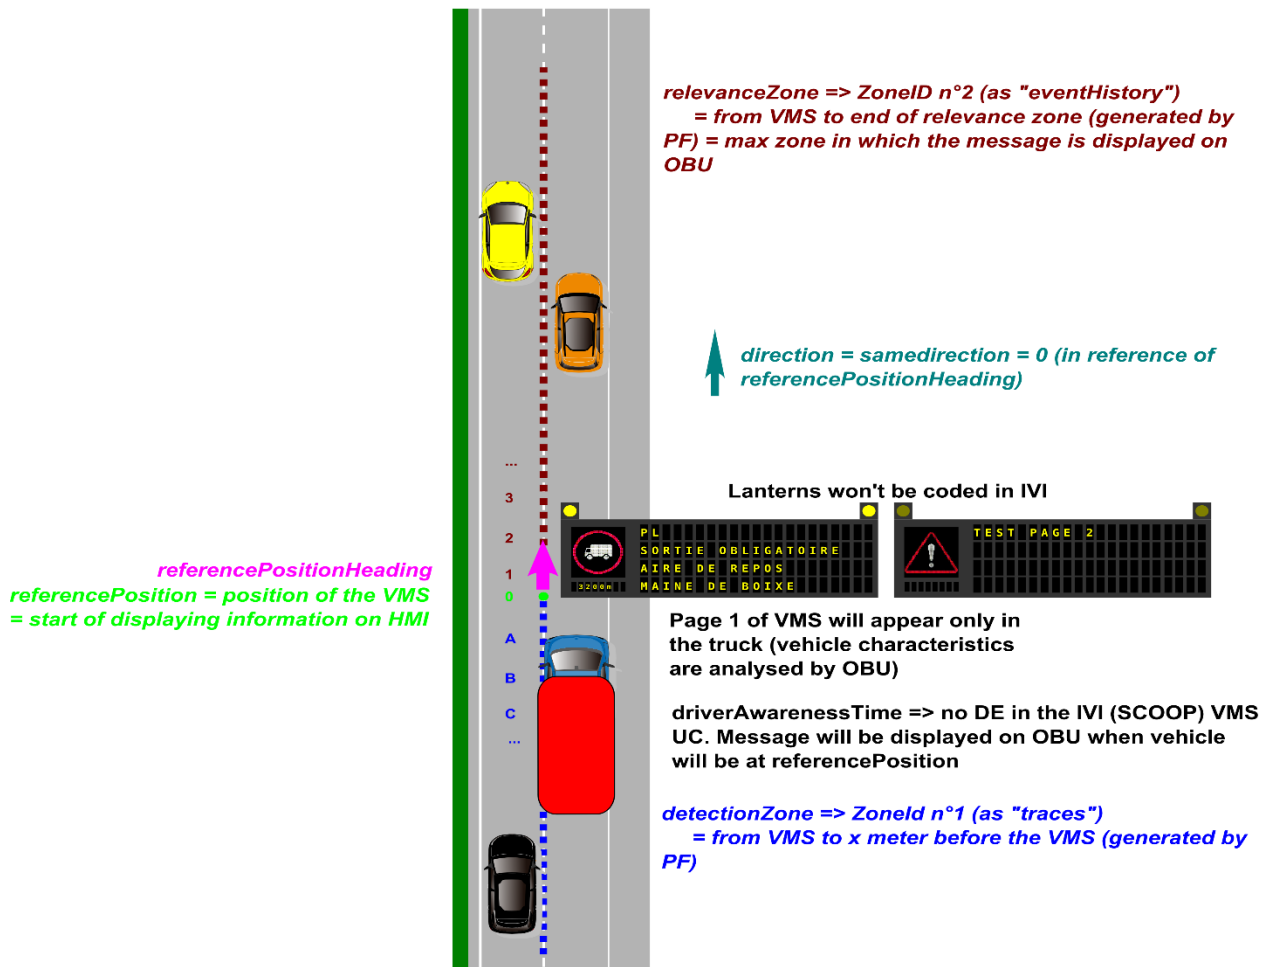 relevanceZone => ZoneID n°2 (as "eventHistory")
= from VMS to end of relevance zone (generated by
PF) = max zone in which the message is displayed on
OBU
direction = samedirection = 0 (in reference of
referencePositionHeading)
...
3
2
1
0
A
B
C
...
Lanterns won't be coded in IVI
PL
SORTIE OBLIGATOIRE
AIRE DE REPOS
MAINE DE BOIXE
3200m
TEST PAGE 2
referencePositionHeading
referencePosition = position of the VMS
= start of displaying information on HMI
Page 1 of VMS will appear only in
the truck (vehicle characteristics
are analysed by OBU)
driverAwarenessTime => no DE in the IVI (SCOOP) VMS
UC. Message will be displayed on OBU when vehicle
will be at referencePosition
detectionZone => ZoneId n°1 (as "traces")
= from VMS to x meter before the VMS (generated by
PF)